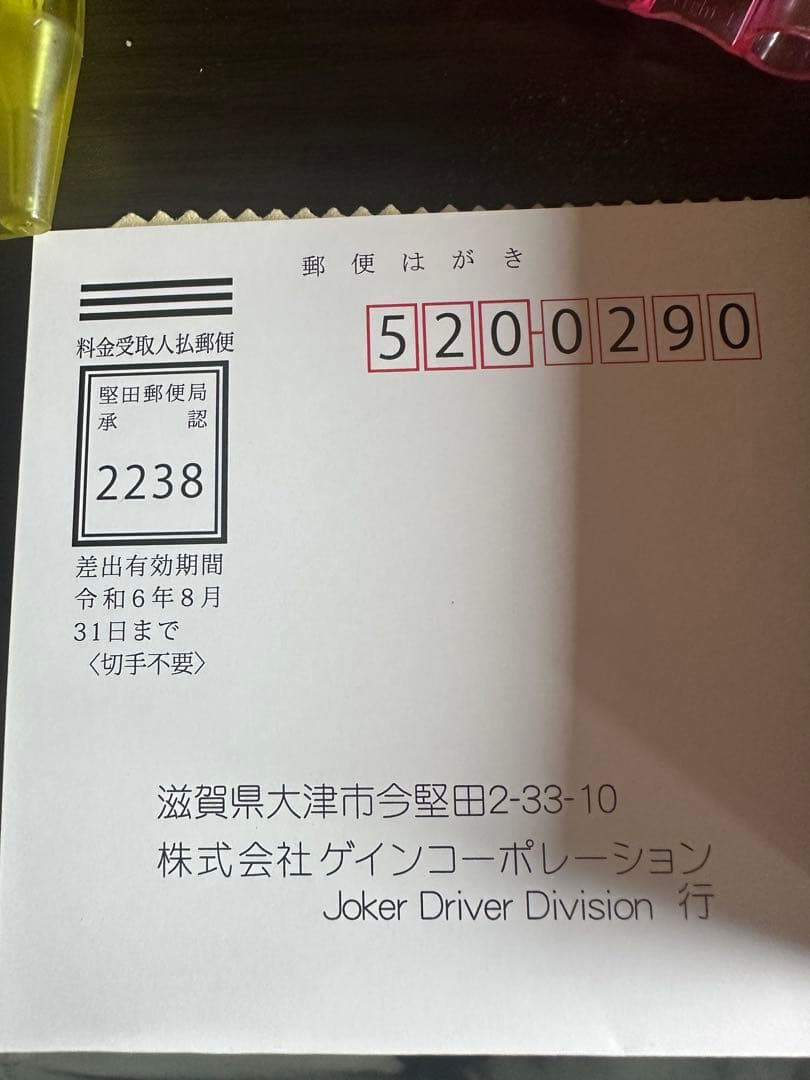 郵便はがき
520-0290
料金受取人払郵便
堅田郵便局
承認
2238
差出有効期間
令和6年8月
31日まで
〈切手不要〉
滋賀県大津市今堅田2-33-10
株式会社ゲインコーポレーション
Joker Driver Division 行